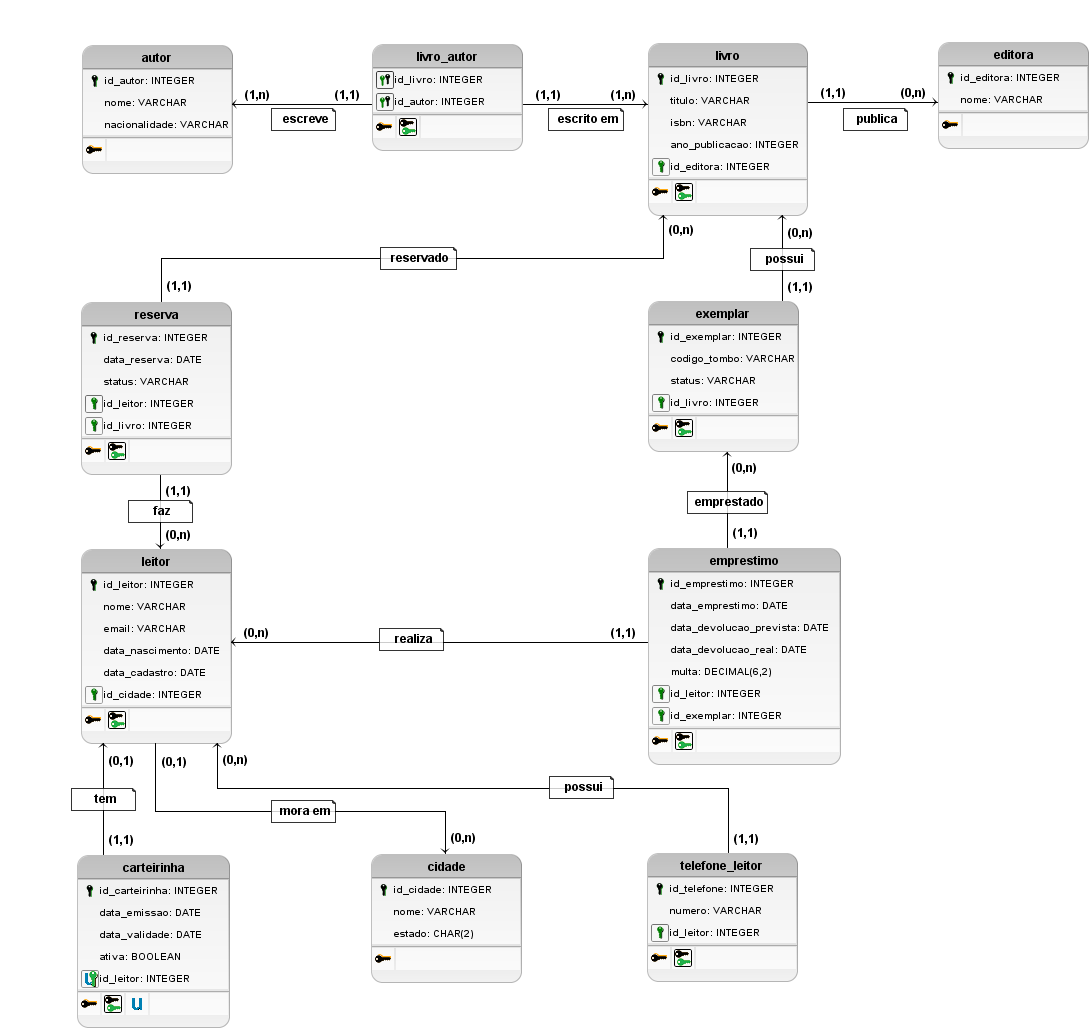 autor
id_autor: INTEGER
nome: VARCHAR
nacionalidade: VARCHAR
(1,n)
(1,1)
escreve
livro_autor
id_livro: INTEGER
id_autor: INTEGER
(1,1)
(1,n)
escrito em
livro
id_livro: INTEGER
titulo: VARCHAR
isbn: VARCHAR
ano_publicacao: INTEGER
id_editora: INTEGER
(1,1)
(0,n)
publica
editora
id_editora: INTEGER
nome: VARCHAR
(0,n)
reservado
(1,1)
(0,n)
possui
(1,1)
reserva
id_reserva: INTEGER
data_reserva: DATE
status: VARCHAR
id_leitor: INTEGER
id_livro: INTEGER
exemplar
id_exemplar: INTEGER
codigo_tombo: VARCHAR
status: VARCHAR
id_livro: INTEGER
(1,1)
faz
(0,n)
(0,n)
emprestado
(1,1)
leitor
id_leitor: INTEGER
nome: VARCHAR
email: VARCHAR
data_nascimento: DATE
data_cadastro: DATE
id_cidade: INTEGER
(0,n)
realiza
(1,1)
emprestimo
id_emprestimo: INTEGER
data_emprestimo: DATE
data_devolucao_prevista: DATE
data_devolucao_real: DATE
multa: DECIMAL(6,2)
id_leitor: INTEGER
id_exemplar: INTEGER
(0,1)
(0,1)
(0,n)
tem
mora em
possui
(1,1)
(0,n)
(1,1)
carteirinha
id_carteirinha: INTEGER
data_emissao: DATE
data_validade: DATE
ativa: BOOLEAN
id_leitor: INTEGER
u
cidade
id_cidade: INTEGER
nome: VARCHAR
estado: CHAR(2)
telefone_leitor
id_telefone: INTEGER
numero: VARCHAR
id_leitor: INTEGER